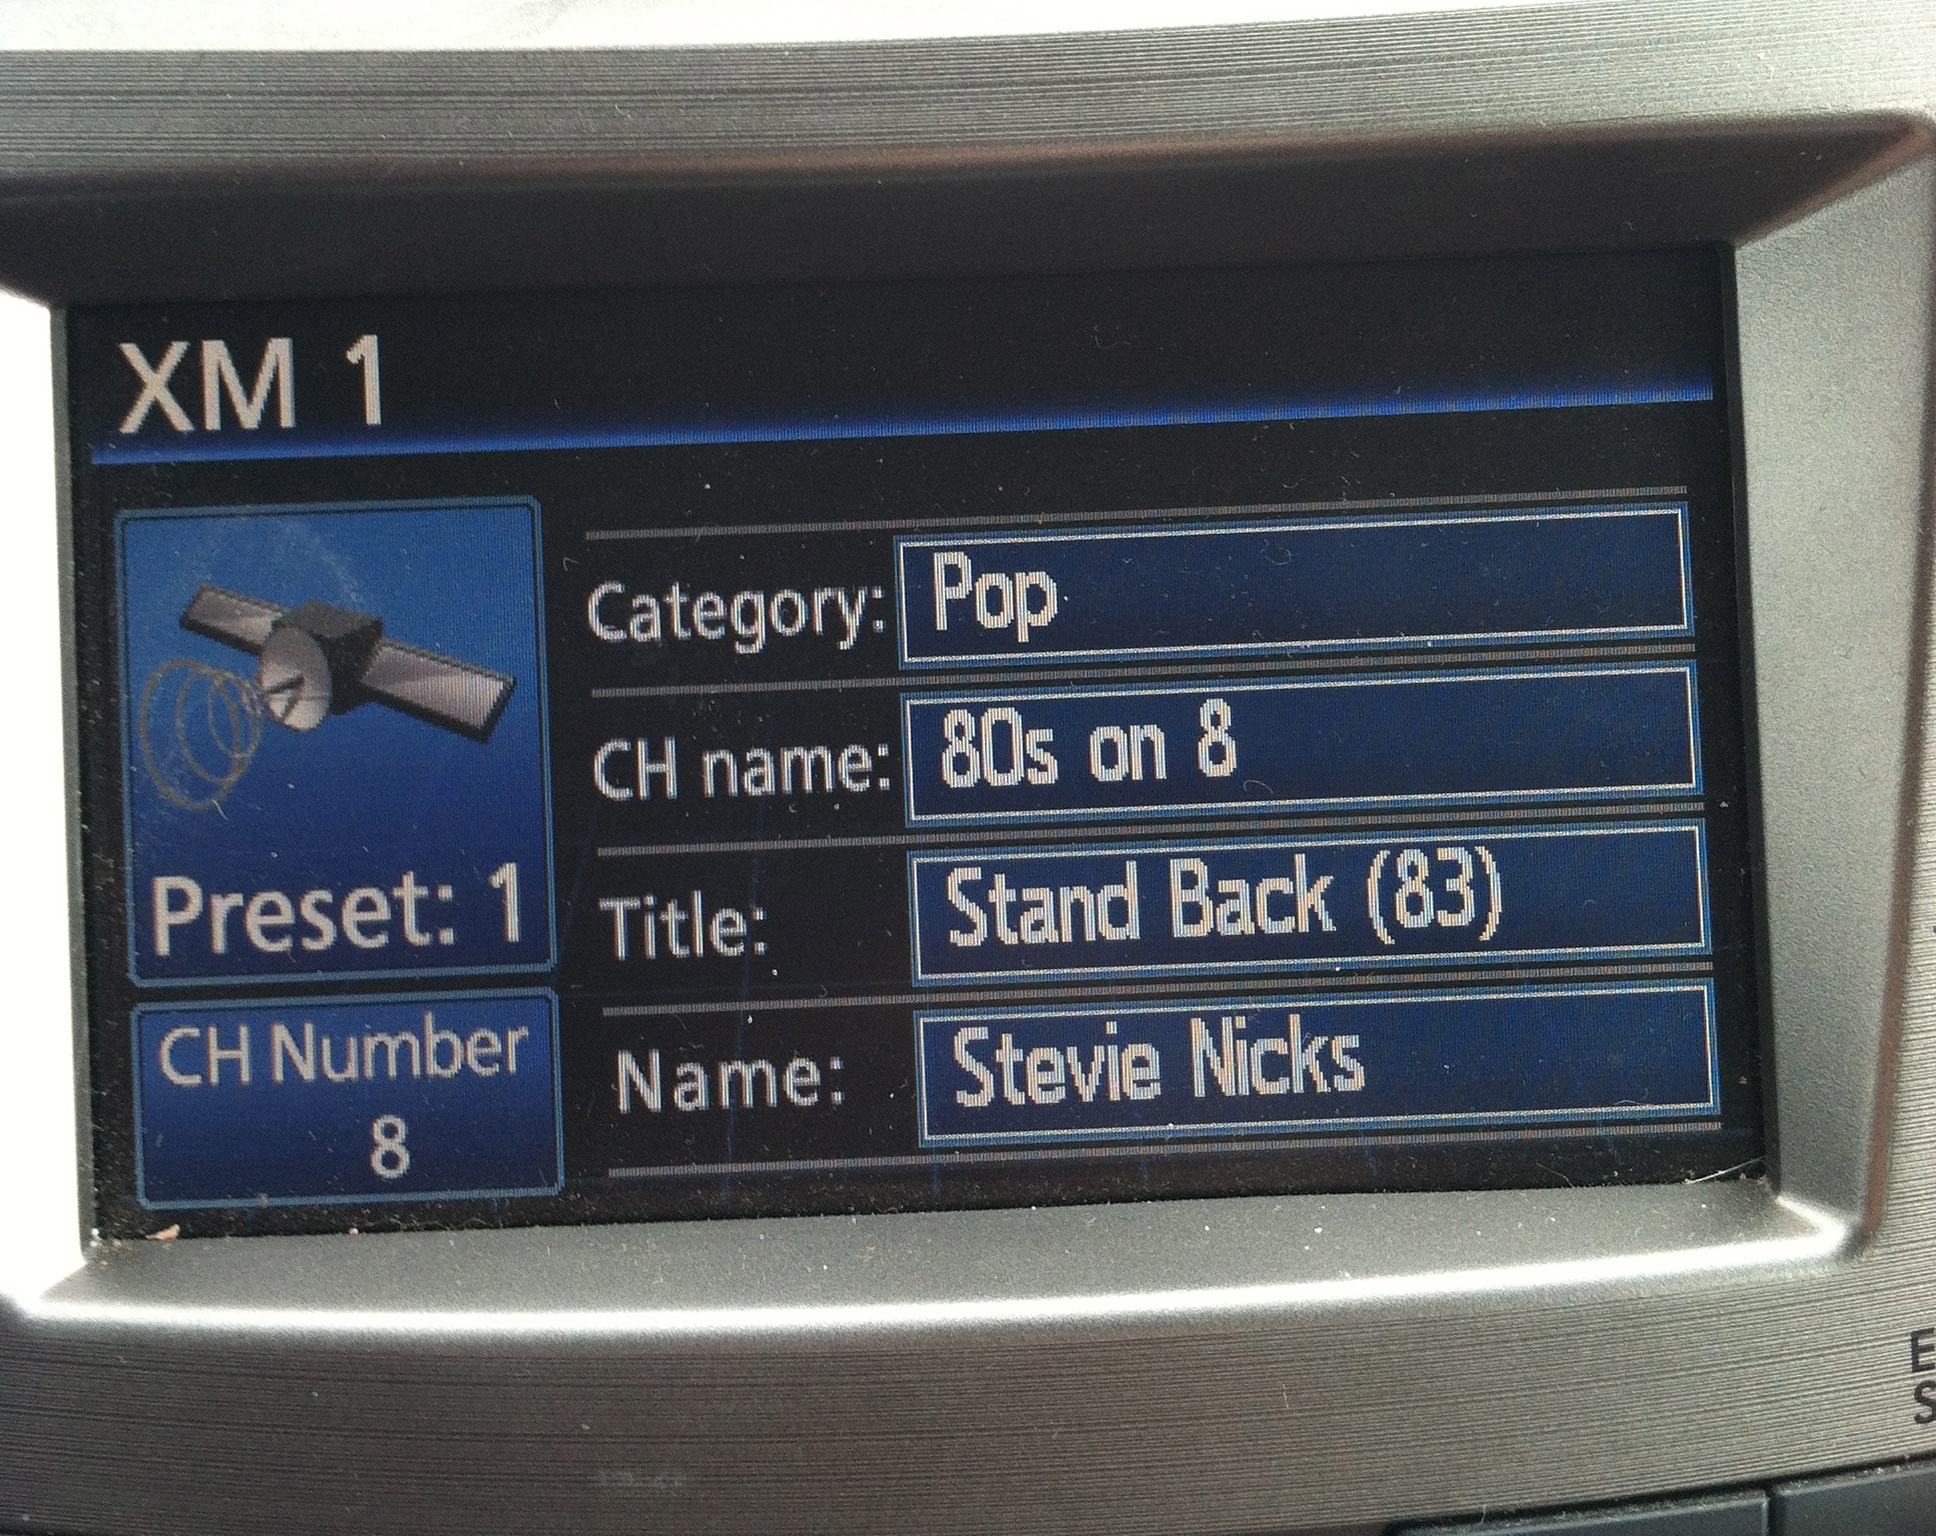 XM 1
Preset: 1
CH Number
8
Category: Pop
CH name: 80s on 8
Title: Stand Back (83)
Name: Stevie Nicks
E
S